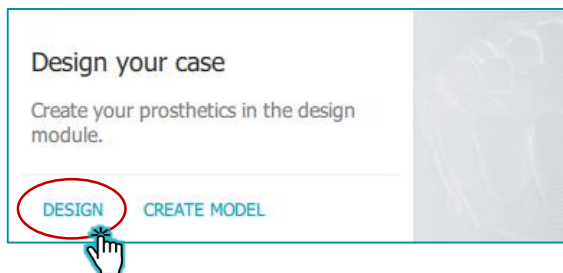 Design your case
Create your prosthetics in the design
module.
DESIGN CREATE MODEL